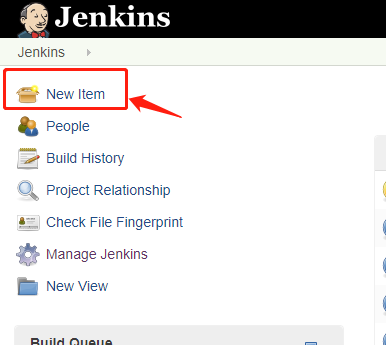 Jenkins
Jenkins
New Item
People
Build History
Project Relationship
Check File Fingerprint
Manage Jenkins
New View
Build Queue